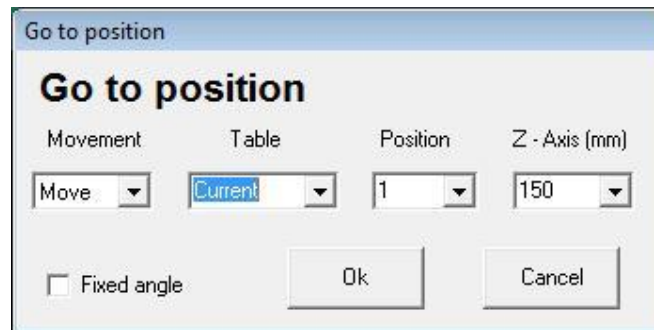 Go to position
Go to position
Movement Table Position Z - Axis (mm)
Move Current 1 150
Fixed angle Ok Cancel